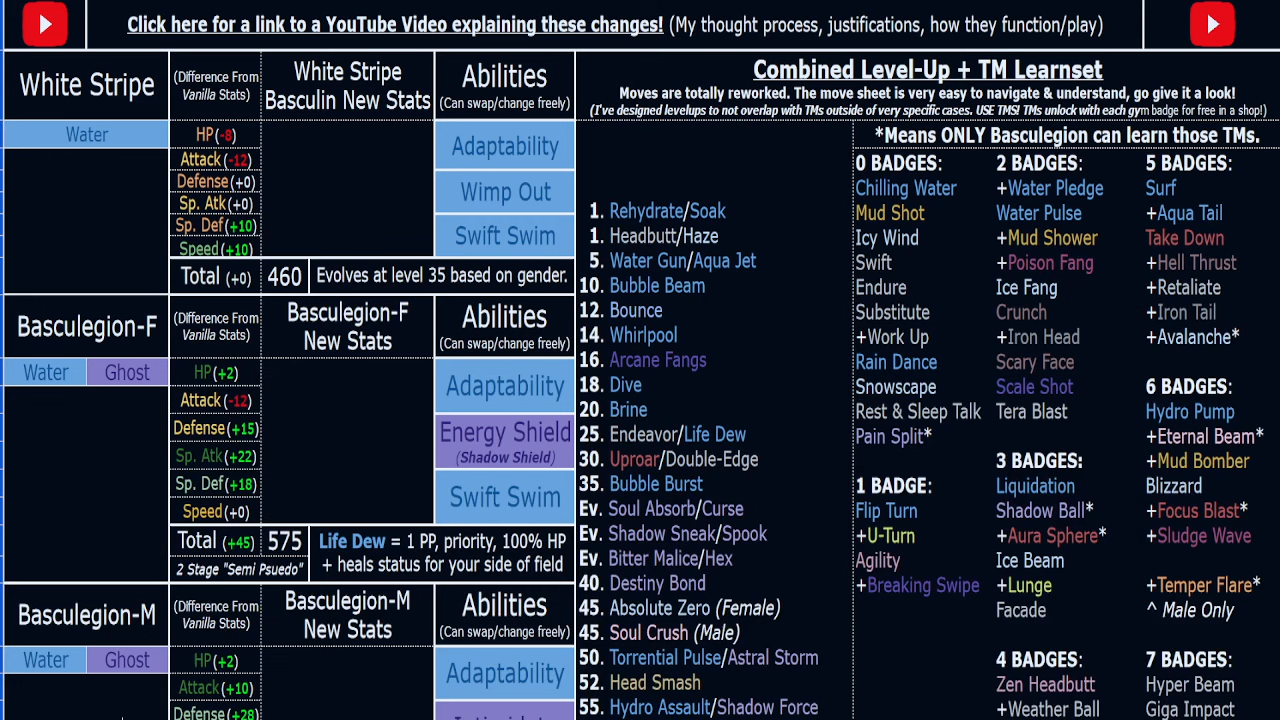 Click here for a link to a YouTube Video explaining these changes! (My thought process, justifications, how they function/play)
White Stripe
(Difference From
Vanilla Stats)
White Stripe
Basculin New Stats
Abilities
(Can swap/change freely)
Water
HP(-8)
Attack(-12)
Defense(+0)
Sp. Atk(+0)
Sp. Def(+10)
Speed(+10)
Adaptability
Wimp Out
Swift Swim
Total (+0)
460
Evolves at level 35 based on gender.
Basculegion-F
(Difference From
Vanilla Stats)
Basculegion-F
New Stats
Abilities
(Can swap/change freely)
Water
Ghost
HP(+2)
Attack(-12)
Defense(+15)
Sp. Atk(+22)
Sp. Def(+18)
Speed(+0)
Adaptability
Energy Shield
(Shadow Shield)
Swift Swim
Total (+45)
575
2 Stage "Semi Psuedo"
Life Dew = 1 PP, priority, 100% HP
+ heals status for your side of field
Basculegion-M
(Difference From
Vanilla Stats)
Basculegion-M
New Stats
Abilities
(Can swap/change freely)
Water
Ghost
HP(+2)
Attack(+10)
Defense(+28)
Adaptability
Combined Level-Up + TM Learnset
Moves are totally reworked. The move sheet is very easy to navigate & understand, go give it a look!
(I've designed levelups to not overlap with TMs outside of very specific cases. USE TMS! TMs unlock with each gym badge for free in a shop!)
1. Rehydrate/Soak
1. Headbutt/Haze
5. Water Gun/Aqua Jet
10. Bubble Beam
12. Bounce
14. Whirlpool
16. Arcane Fangs
18. Dive
20. Brine
25. Endeavor/Life Dew
30. Uproar/Double-Edge
35. Bubble Burst
Ev. Soul Absorb/Curse
Ev. Shadow Sneak/Spook
Ev. Bitter Malice/Hex
40. Destiny Bond
45. Absolute Zero (Female)
45. Soul Crush (Male)
50. Torrential Pulse/Astral Storm
52. Head Smash
55. Hydro Assault/Shadow Force
*Means ONLY Basculegion can learn those TMs.
0 BADGES:
Chilling Water
Mud Shot
Icy Wind
Swift
Endure
Substitute
+Work Up
Rain Dance
Snowscape
Rest & Sleep Talk
Pain Split*
1 BADGE:
Flip Turn
+U-Turn
Agility
+Breaking Swipe
2 BADGES:
+Water Pledge
Water Pulse
+Mud Shower
+Poison Fang
Ice Fang
Crunch
+Iron Head
Scary Face
Scale Shot
Tera Blast
3 BADGES:
Liquidation
Shadow Ball*
+Aura Sphere*
Ice Beam
+Lunge
Facade
4 BADGES:
Zen Headbutt
+Weather Ball
5 BADGES:
Surf
+Aqua Tail
Take Down
+Hell Thrust
+Retaliate
+Iron Tail
+Avalanche*
6 BADGES:
Hydro Pump
+Eternal Beam*
+Mud Bomber
Blizzard
+Focus Blast*
+Sludge Wave
+Temper Flare*
^ Male Only
7 BADGES:
Hyper Beam
Giga Impact